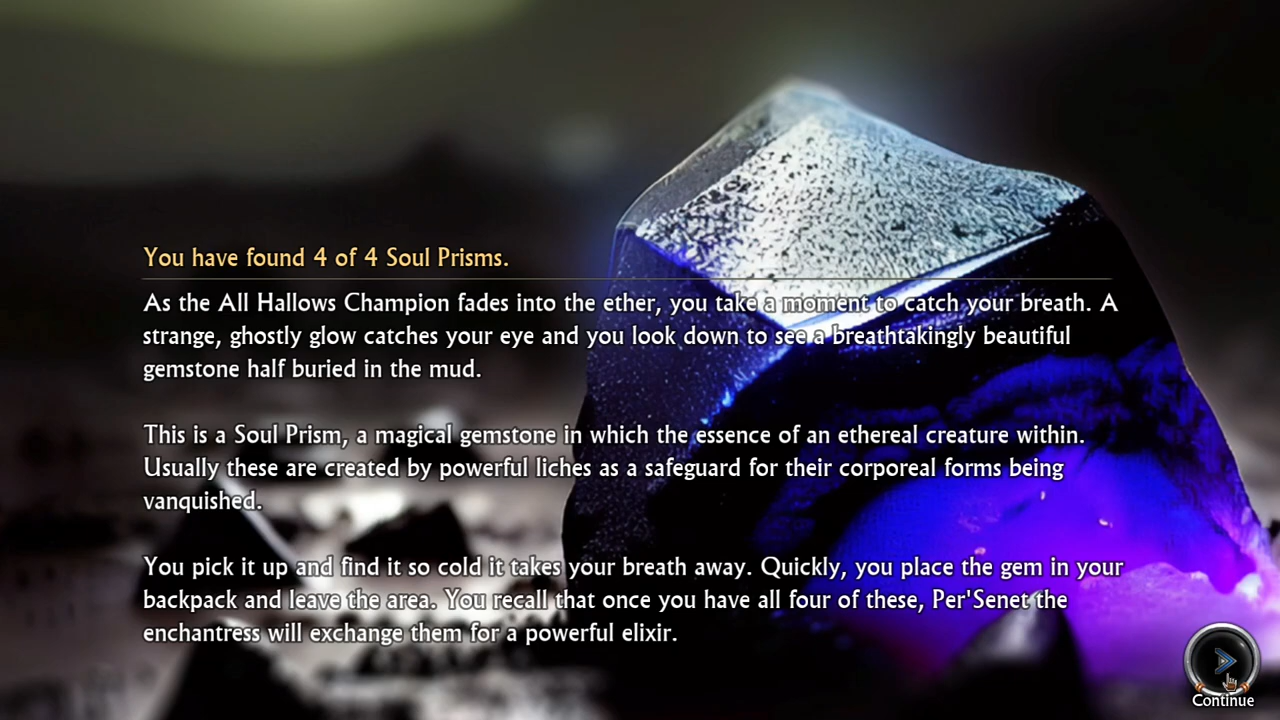 You have found 4 of 4 Soul Prisms.
As the All Hallows Champion fades into the ether, you take a moment to catch your breath. A
strange, ghostly glow catches your eye and you look down to see a breathtakingly beautiful
gemstone half buried in the mud.
This is a Soul Prism, a magical gemstone in which the essence of an ethereal creature within.
Usually these are created by powerful liches as a safeguard for their corporeal forms being
vanquished.
You pick it up and find it so cold it takes your breath away. Quickly, you place the gem in your
backpack and leave the area. You recall that once you have all four of these, Per'Senet the
enchantress will exchange them for a powerful elixir.
Continue